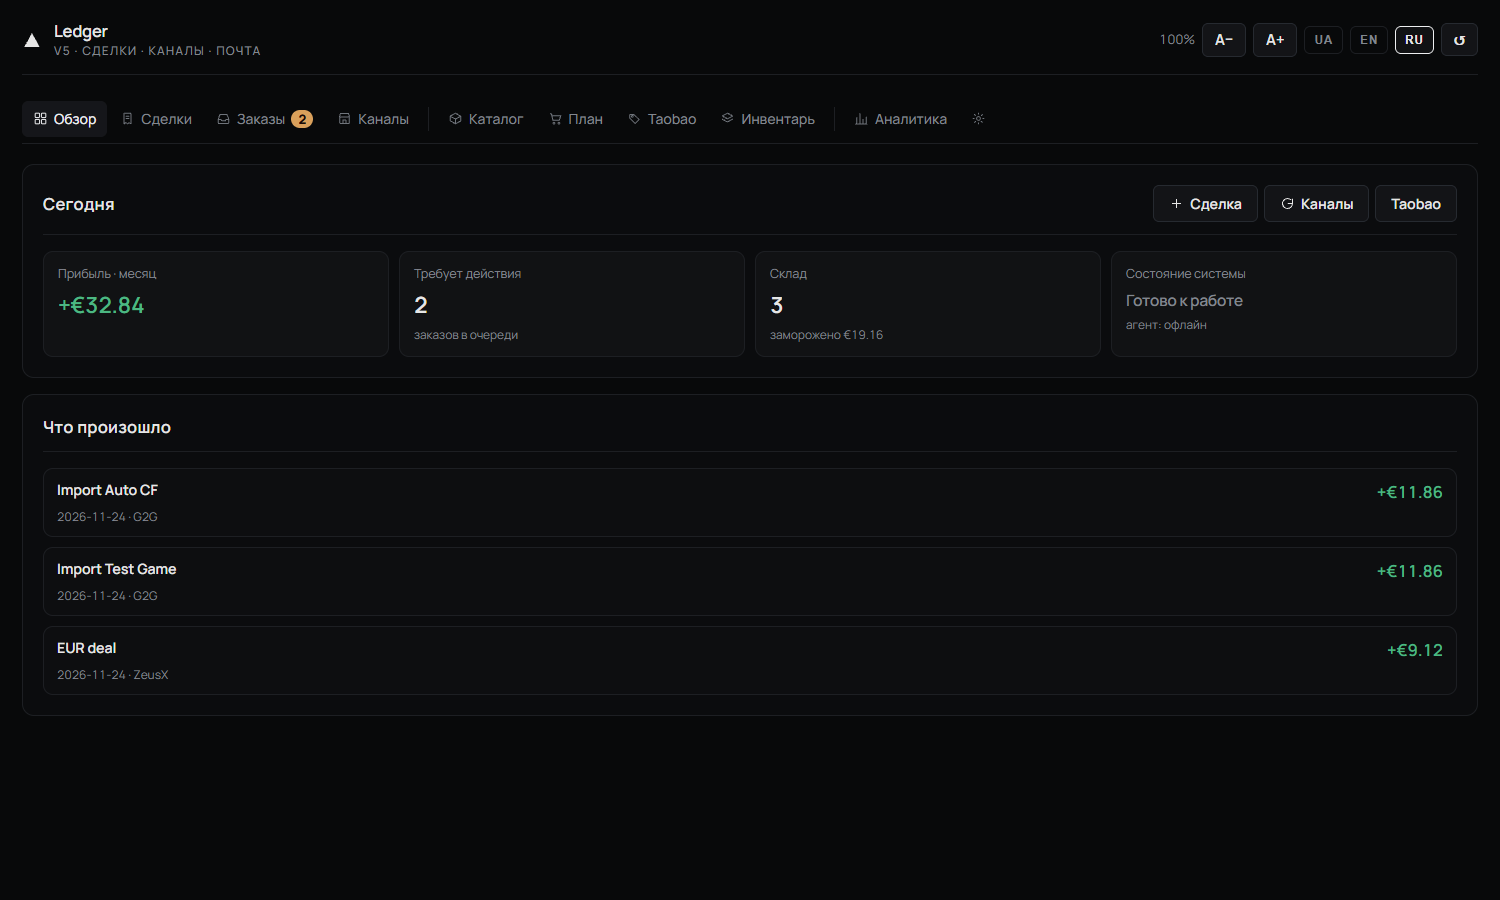 Ledger
V5 · СДЕЛКИ · КАНАЛЫ · ПОЧТА
100% A− A+ UA EN RU ↺
Обзор Сделки Заказы 2 Каналы Каталог План Taobao Инвентарь Аналитика
Сегодня
+ Сделка Каналы Taobao
Прибыль · месяц
+€32.84
Требует действия
2
заказов в очереди
Склад
3
заморожено €19.16
Состояние системы
Готово к работе
агент: офлайн
Что произошло
Import Auto CF
2026-11-24 · G2G
+€11.86
Import Test Game
2026-11-24 · G2G
+€11.86
EUR deal
2026-11-24 · ZeusX
+€9.12